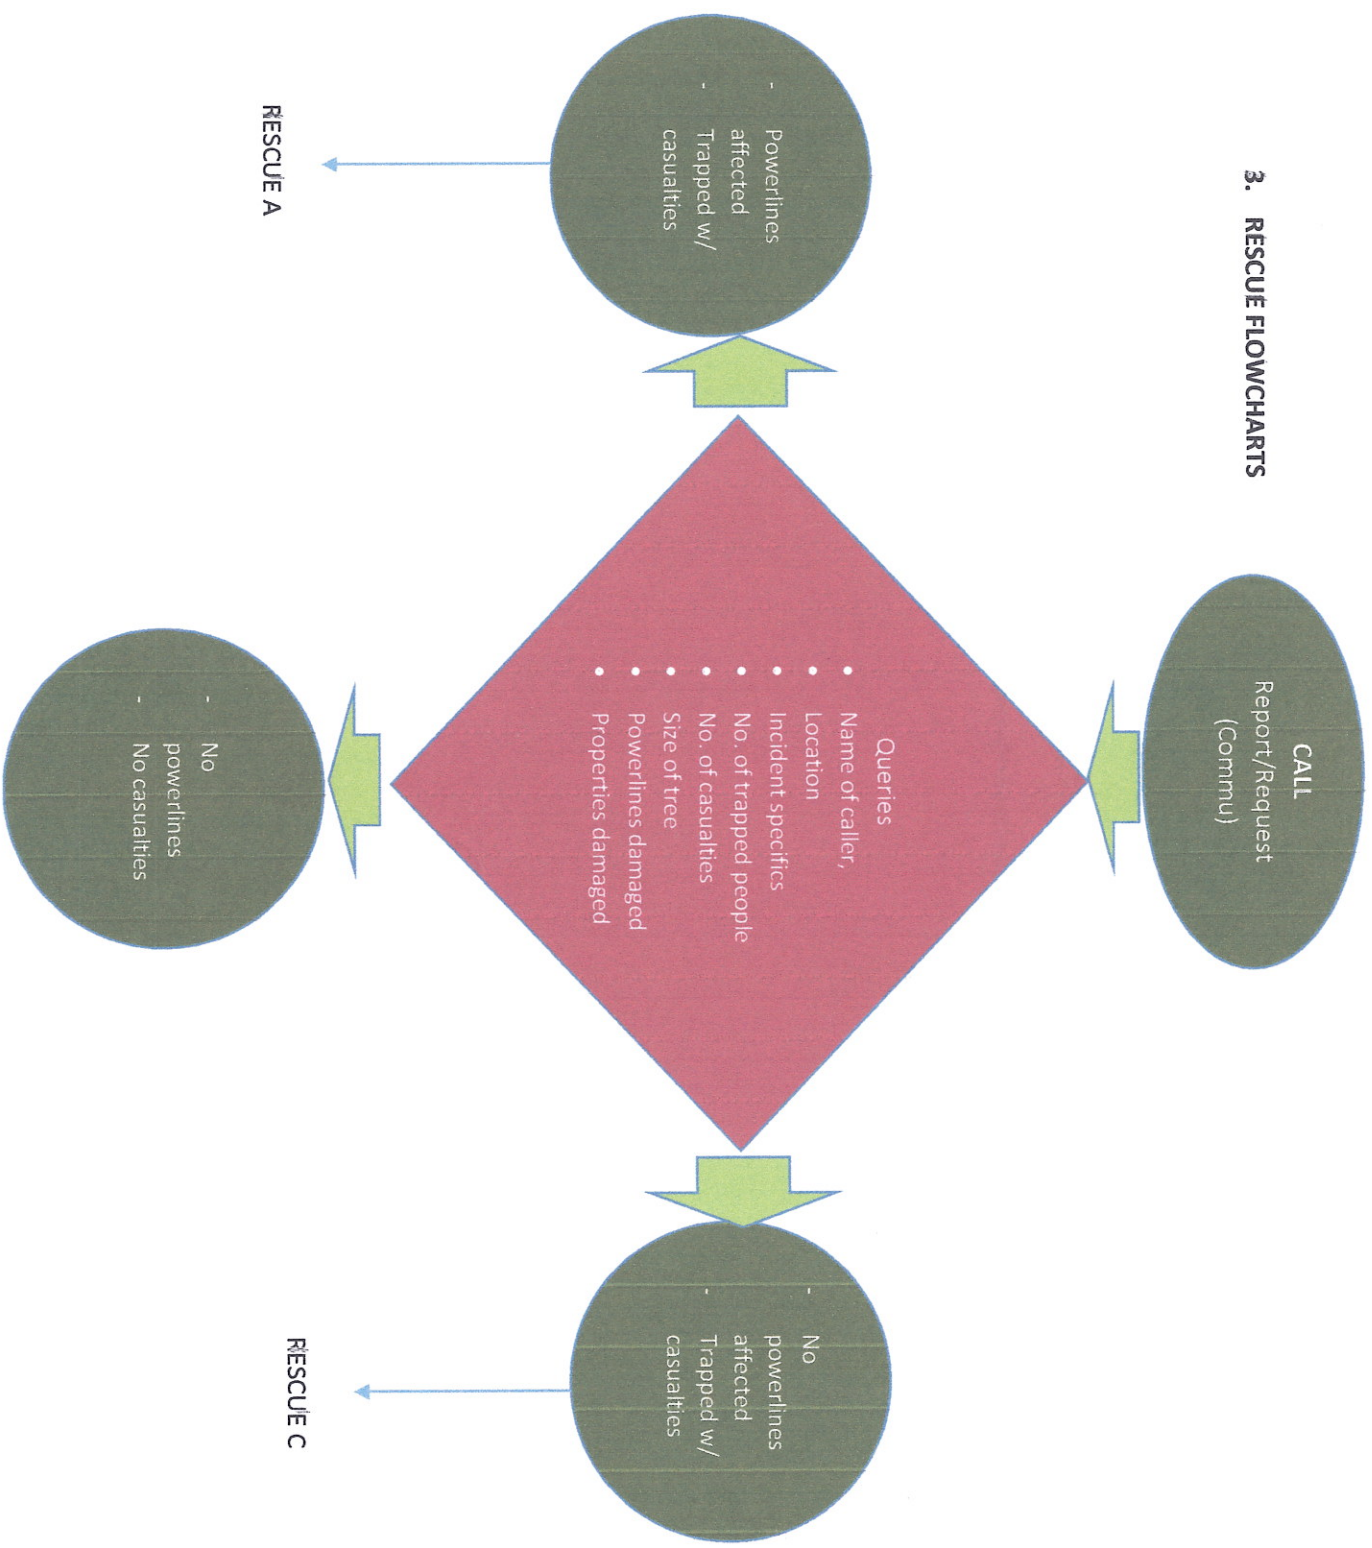 3. RESCUE FLOWCHARTS
CALL
Report/Request
(Commu)
Queries
• Name of caller,
• Location
• Incident specifics
• No. of trapped people
• No. of casualties
• Size of tree
• Powerlines damaged
• Properties damaged
- Powerlines
affected
- Trapped w/
casualties
RESCUE A
- No
powerlines
affected
- Trapped w/
casualties
RESCUE C
- No
powerlines
- No casualties